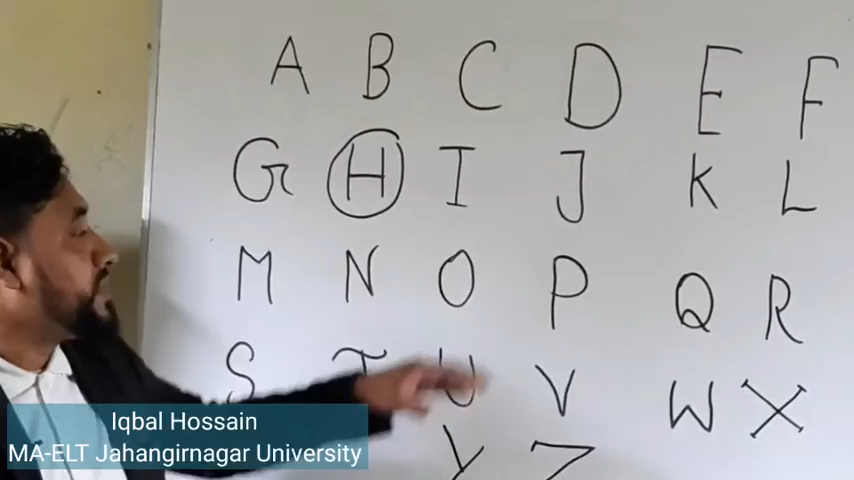 A B C D E F
G H I J K L
M N O P Q R
S T U V W X
Y Z
Iqbal Hossain
MA-ELT Jahangirnagar University